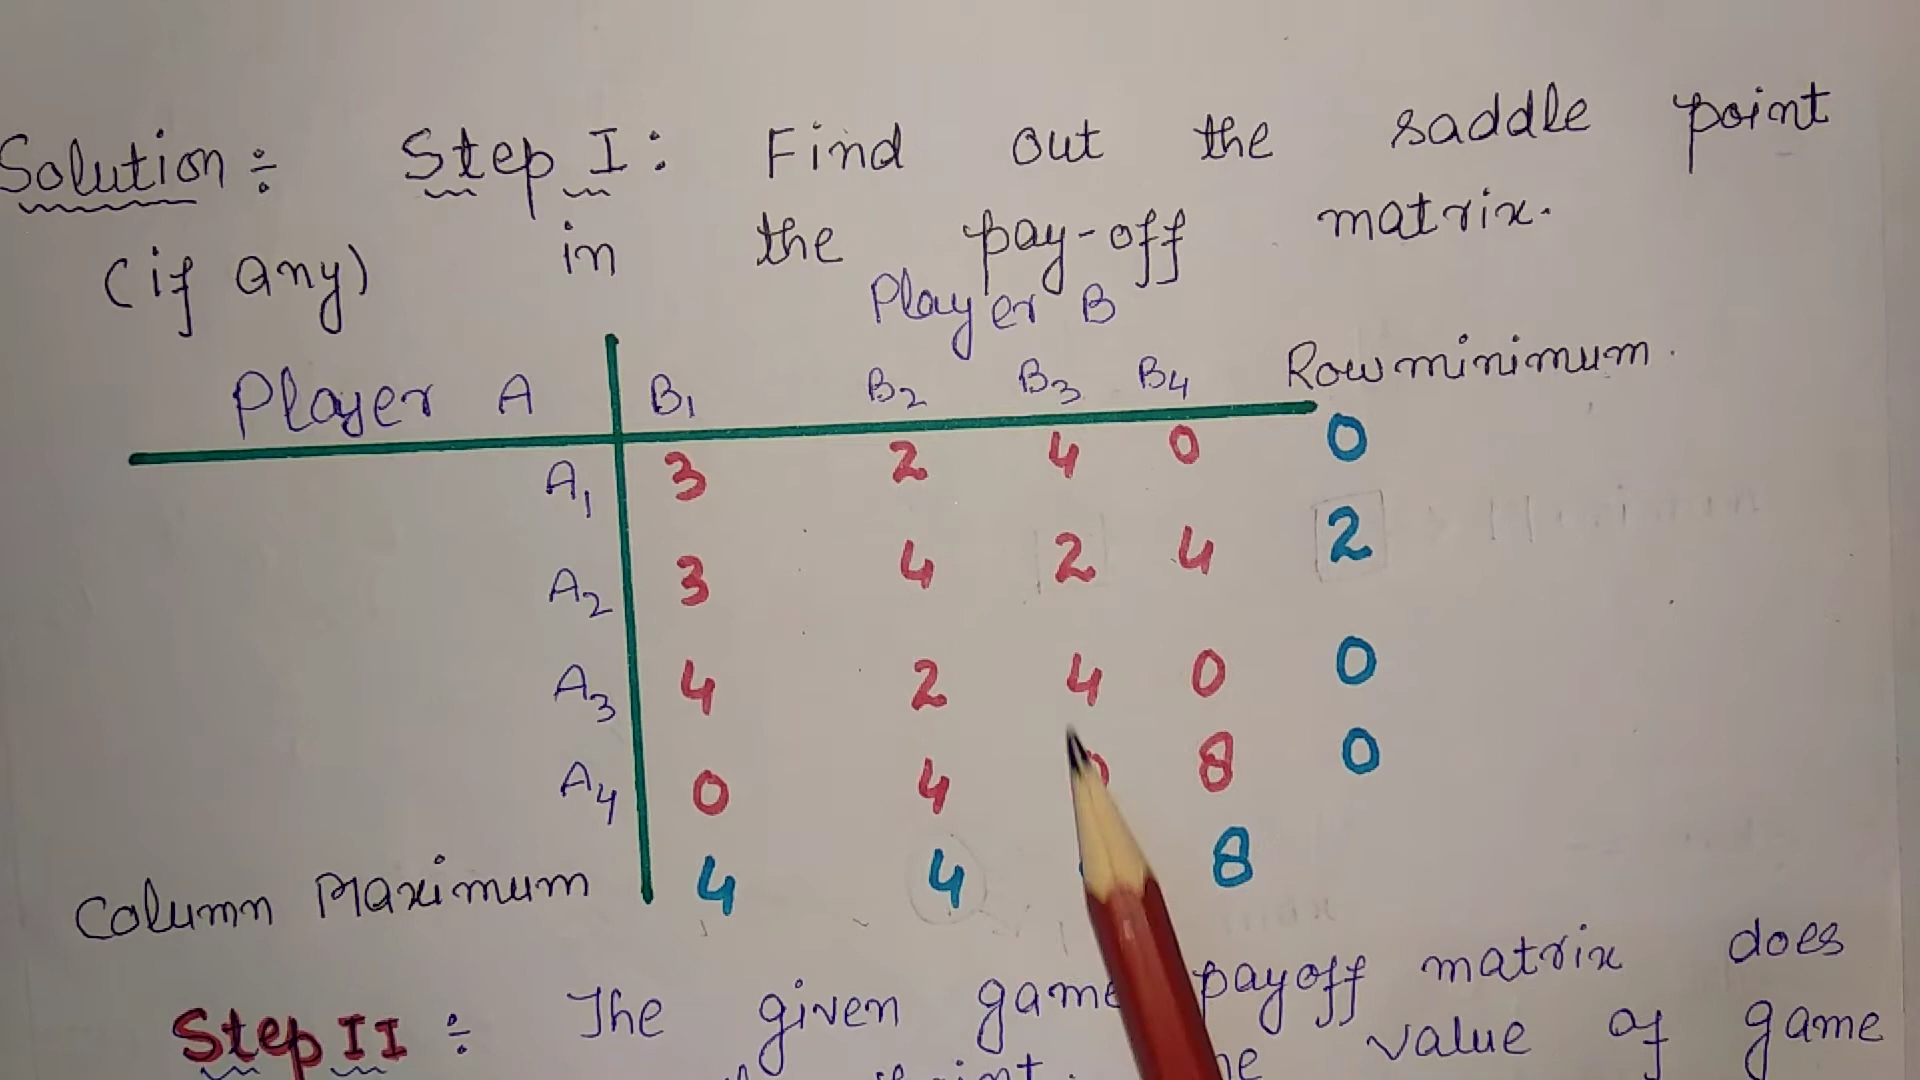 Solution ÷ Step I : Find out the saddle point
(if any) in the pay-off matrix.
Player B
Player A B1 B2 B3 B4 Row minimum.
A1 3 2 4 0 0
A2 3 4 2 4 2
A3 4 2 4 0 0
A4 0 4 8 0
Column Maximum 4 4 8
Step II ÷ The given game payoff matrix does
value of game